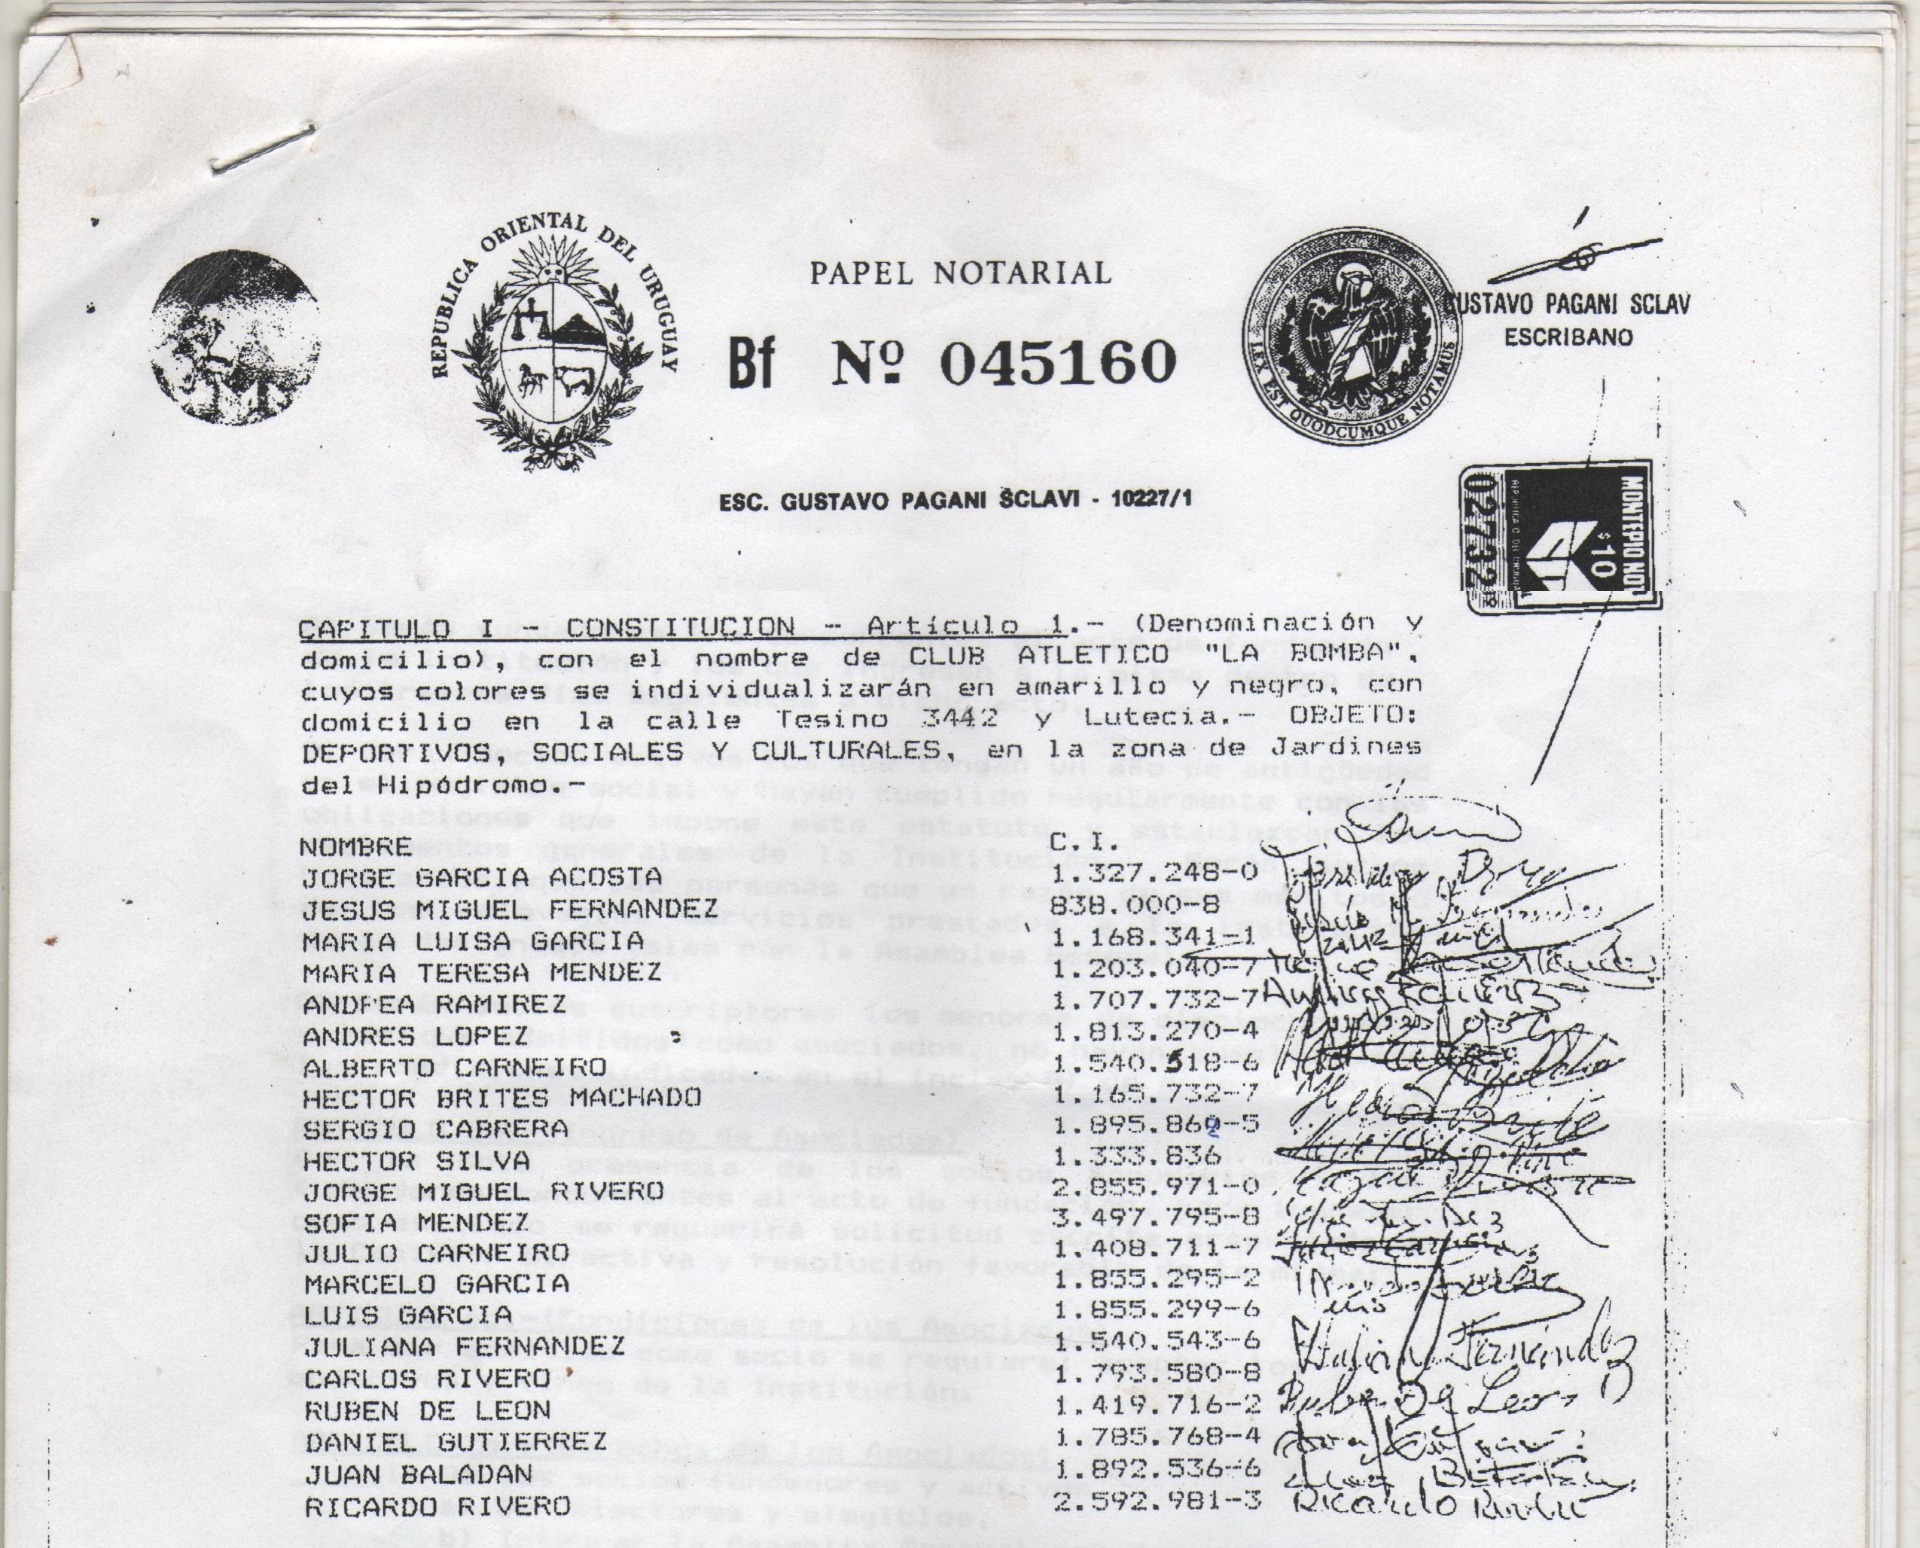 REPUBLICA ORIENTAL DEL URUGUAY
PAPEL NOTARIAL
Bf Nº 045160
LEX EST QUODCUMQUE NOTAMUS
GUSTAVO PAGANI SCLAV
ESCRIBANO
ESC. GUSTAVO PAGANI SCLAVI - 10227/1
MONTEPIO NOT
$10
02732
CAPITULO I - CONSTITUCION - Artículo 1.- (Denominación y
domicilio), con el nombre de CLUB ATLETICO "LA BOMBA",
cuyos colores se individualizarán en amarillo y negro, con
domicilio en la calle Tesino 3442 y Lutecia.- OBJETO:
DEPORTIVOS, SOCIALES Y CULTURALES, en la zona de Jardines
del Hipódromo.-
NOMBRE C.I.
JORGE GARCIA ACOSTA 1.327.248-0
JESUS MIGUEL FERNANDEZ 838.000-8
MARIA LUISA GARCIA 1.168.341-1
MARIA TERESA MENDEZ 1.203.040-7
ANDREA RAMIREZ 1.707.732-7
ANDRES LOPEZ 1.813.270-4
ALBERTO CARNEIRO 1.540.518-6
HECTOR BRITES MACHADO 1.165.732-7
SERGIO CABRERA 1.895.862-5
HECTOR SILVA 1.333.836
JORGE MIGUEL RIVERO 2.855.971-0
SOFIA MENDEZ 3.497.795-8
JULIO CARNEIRO 1.408.711-7
MARCELO GARCIA 1.855.295-2
LUIS GARCIA 1.855.299-6
JULIANA FERNANDEZ 1.540.543-6 Fernández
CARLOS RIVERO 1.793.580-8
RUBEN DE LEON 1.419.716-2 Ruben De Leon
DANIEL GUTIERREZ 1.785.768-4
JUAN BALADAN 1.892.536-6
RICARDO RIVERO 2.592.981-3 Ricardo Rivero